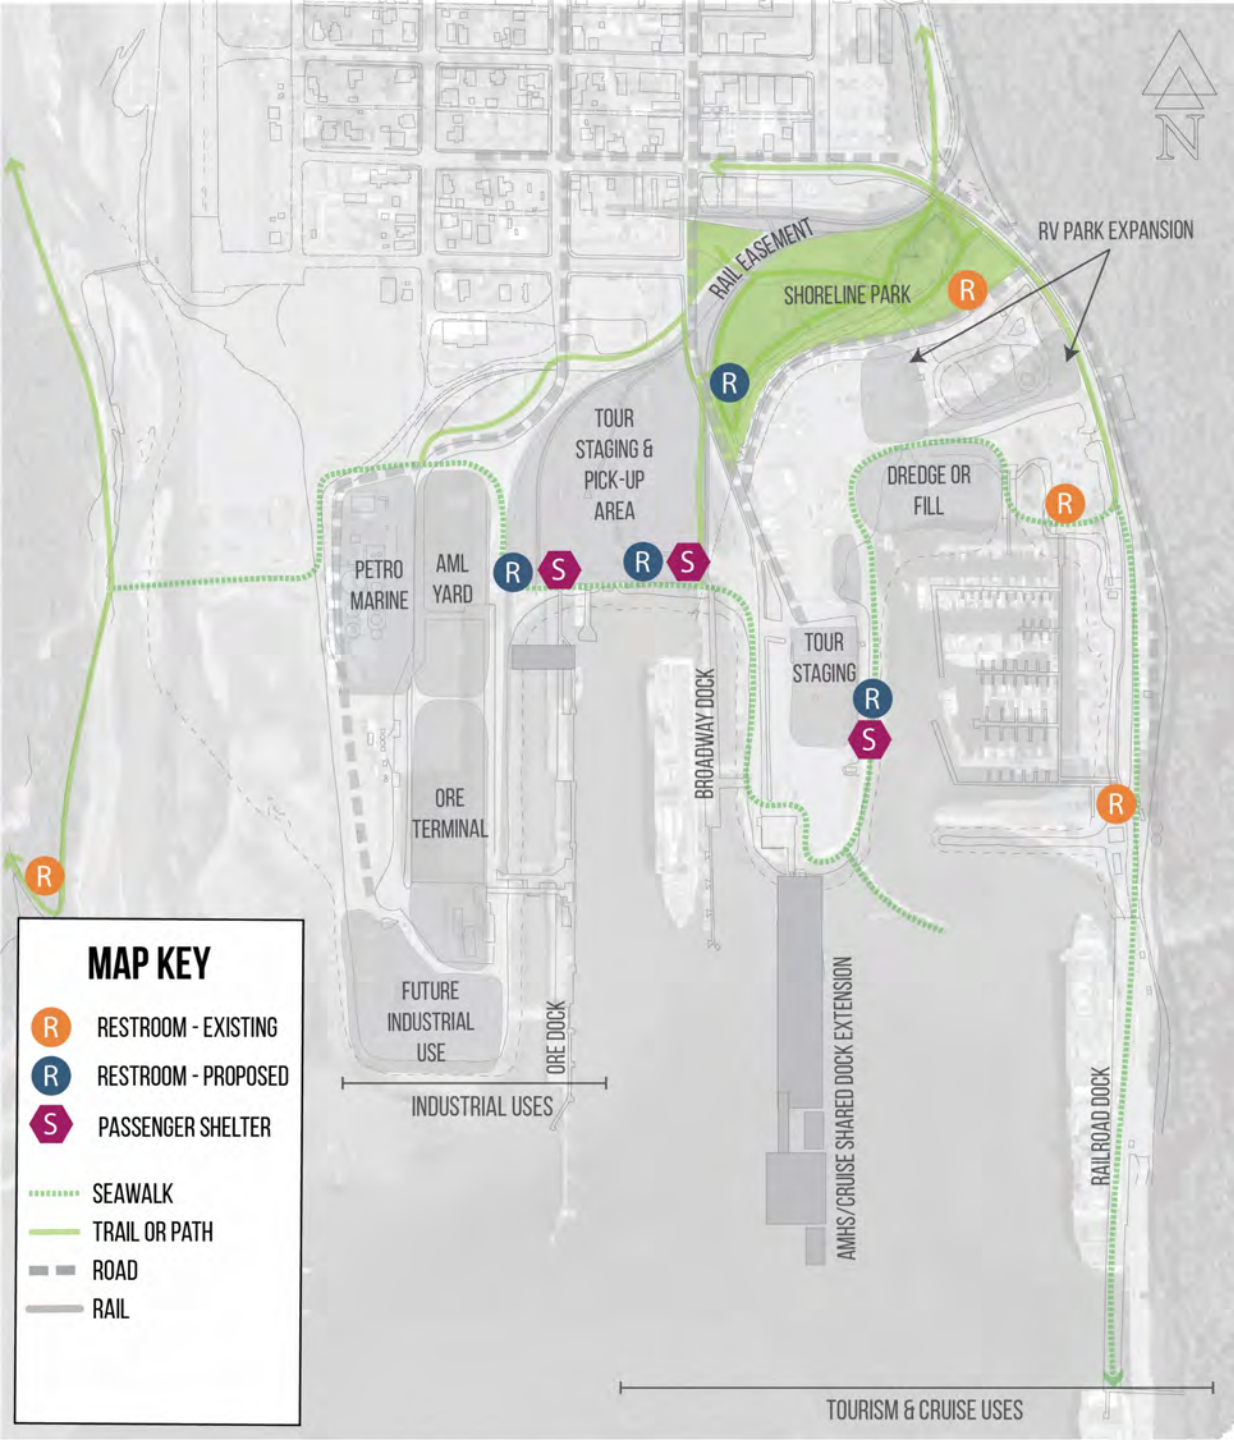 N
RV PARK EXPANSION
RAIL EASEMENT
SHORELINE PARK
R
R
TOUR
STAGING &
PICK-UP
AREA
DREDGE OR
FILL
R
PETRO
MARINE
AML
YARD
R
S
R
S
TOUR
STAGING
R
S
BROADWAY DOCK
ORE
TERMINAL
R
R
FUTURE
INDUSTRIAL
USE
ORE DOCK
INDUSTRIAL USES
AMHS/CRUISE SHARED DOCK EXTENSION
RAILROAD DOCK
TOURISM & CRUISE USES
MAP KEY
R RESTROOM - EXISTING
R RESTROOM - PROPOSED
S PASSENGER SHELTER
SEAWALK
TRAIL OR PATH
ROAD
RAIL